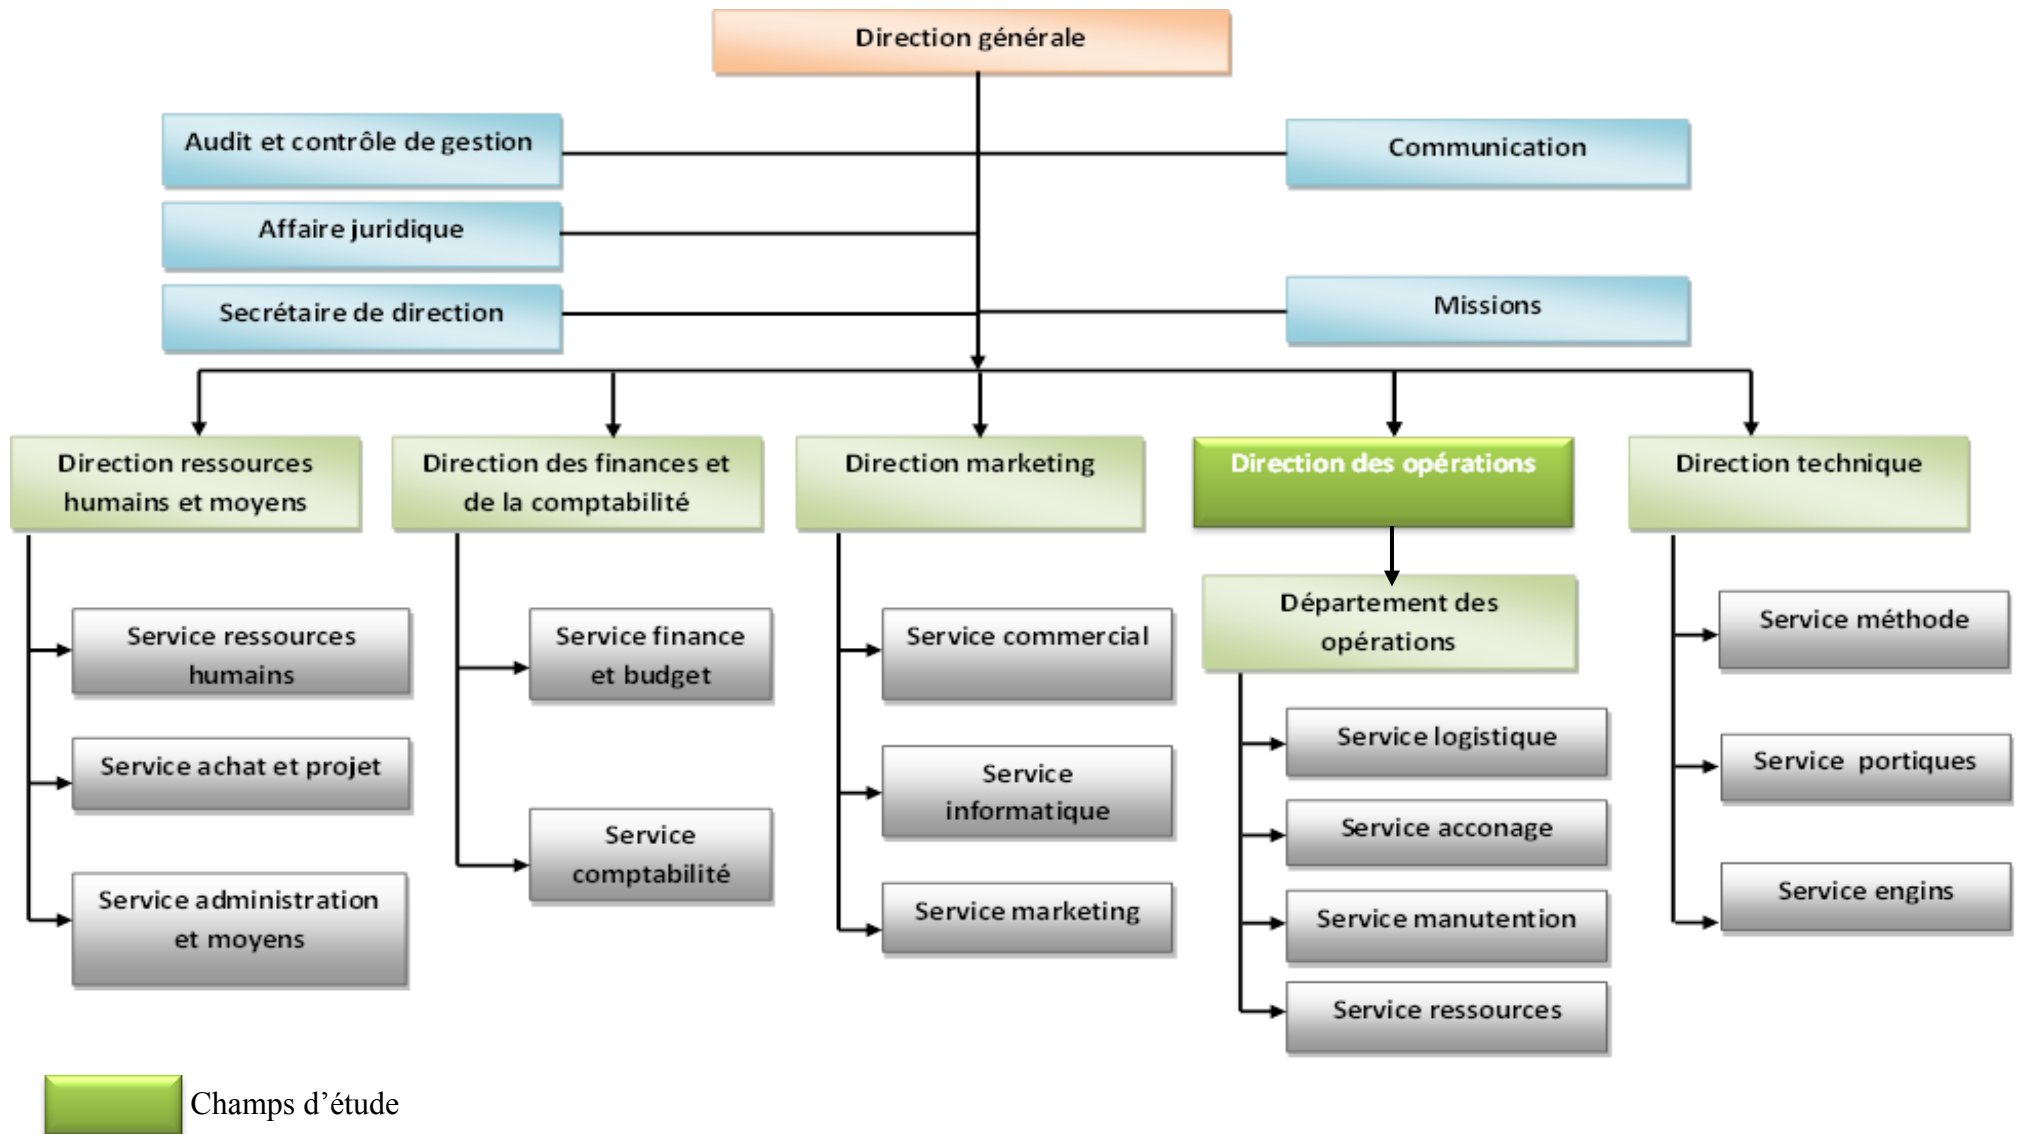 Direction générale
Audit et contrôle de gestion
Communication
Affaire juridique
Secrétaire de direction
Missions
Direction ressources
humains et moyens
Direction des finances et
de la comptabilité
Direction marketing
Direction des opérations
Direction technique
Service ressources
humains
Service achat et projet
Service administration
et moyens
Service finance
et budget
Service
comptabilité
Service commercial
Service
informatique
Service marketing
Département des
opérations
Service logistique
Service acconage
Service manutention
Service ressources
Service méthode
Service portiques
Service engins
Champs d’étude